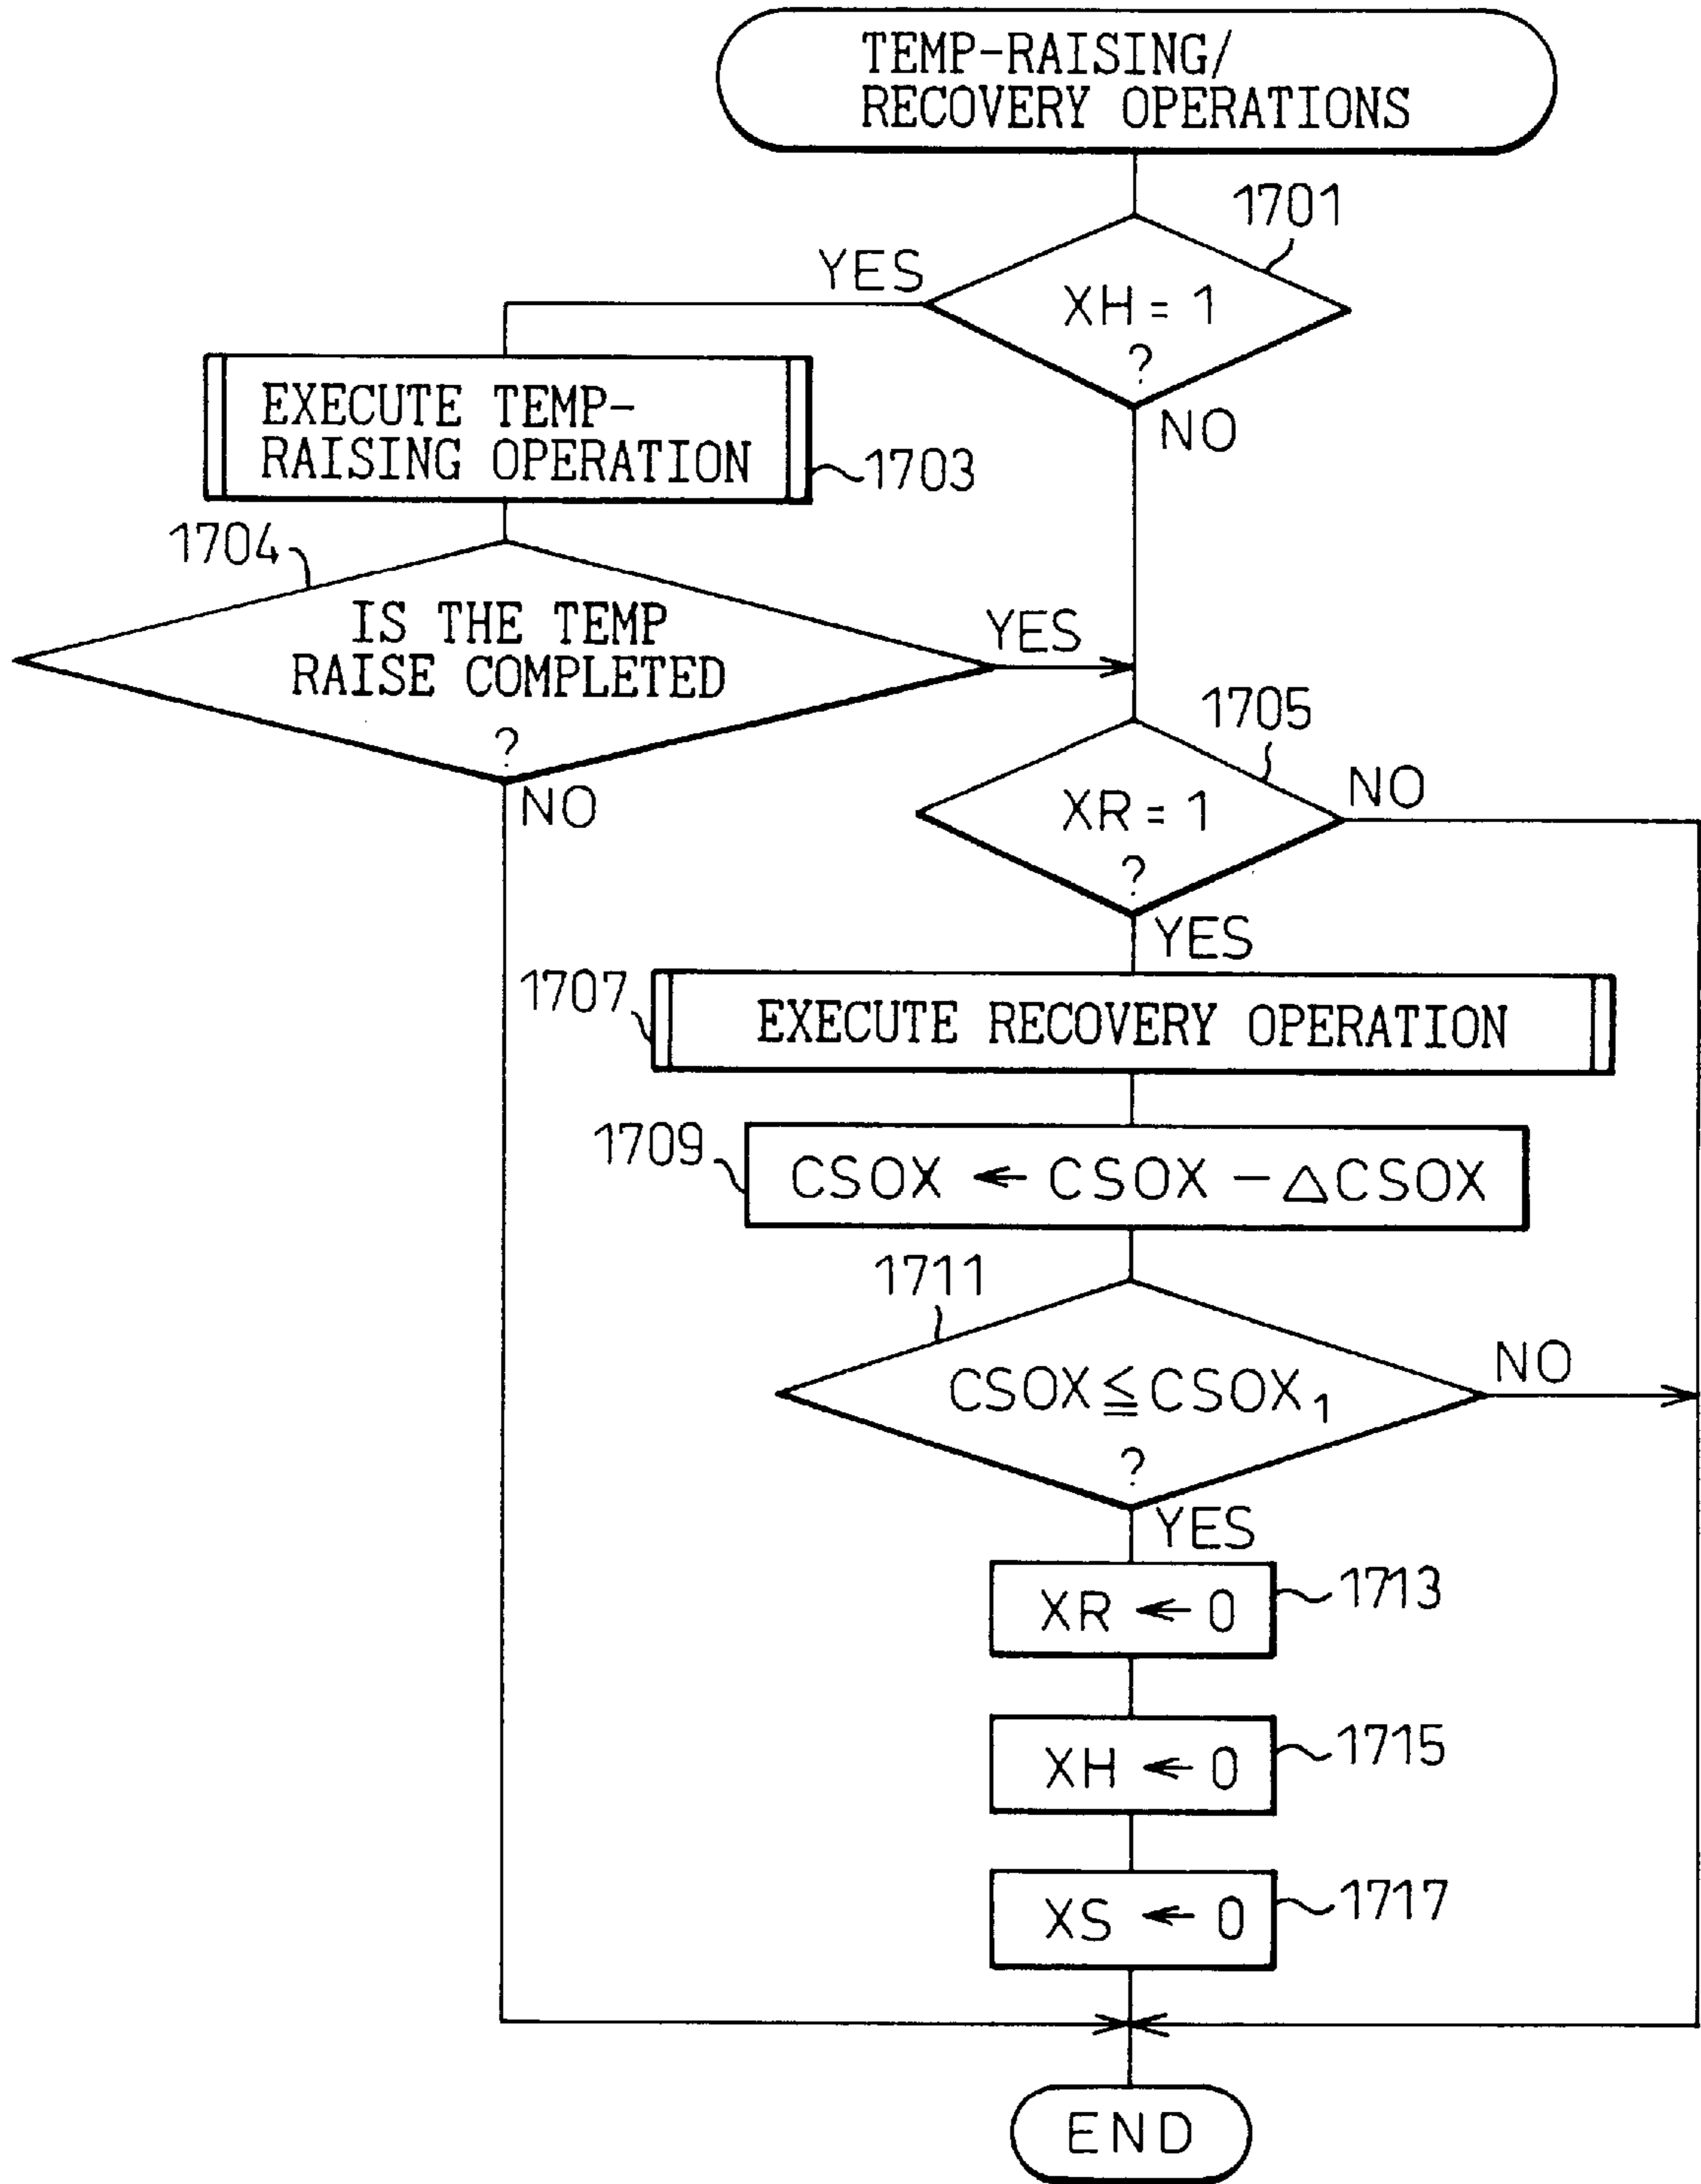 TEMP-RAISING/
RECOVERY OPERATIONS
1701
YES
XH = 1
?
NO
EXECUTE TEMP-
RAISING OPERATION
1703
1704
IS THE TEMP
RAISE COMPLETED
?
YES
NO
1705
XR = 1
?
NO
YES
1707
EXECUTE RECOVERY OPERATION
1709
CSOX ← CSOX − △CSOX
1711
CSOX ≦ CSOX₁
?
NO
YES
XR ← 0
1713
XH ← 0
1715
XS ← 0
1717
END